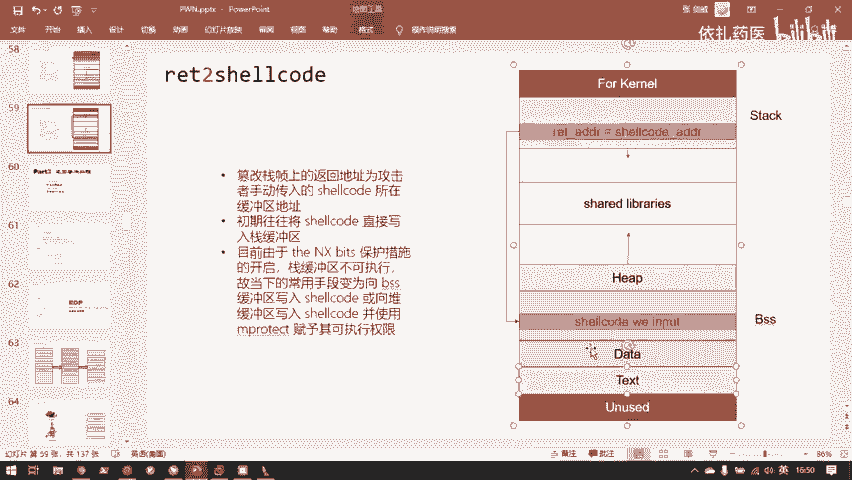 PWN.pptx - PowerPoint
绘图工具
文件
开始
插入
设计
切换
动画
幻灯片放映
审阅
视图
帮助
格式
操作说明搜索
依扎药医
bilibili
58
59
60
61
62
63
64
ret2shellcode
• 篡改栈帧上的返回地址为攻击
者手动传入的 shellcode 所在
缓冲区地址
• 初期往往将 shellcode 直接写
入栈缓冲区
• 目前由于 the NX bits 保护措施
的开启，栈缓冲区不可执行，
故当下的常用手段变为向 bss
缓冲区写入 shellcode 或向堆
缓冲区写入 shellcode 并使用
mprotect 赋予其可执行权限
For Kernel
Stack
ret_addr = shellcode_addr
shared libraries
Heap
Bss
shellcode we input
Data
Text
Unused
幻灯片 第 59 张，共 137 张
英语(美国)
备注
批注
86%
英
16:50